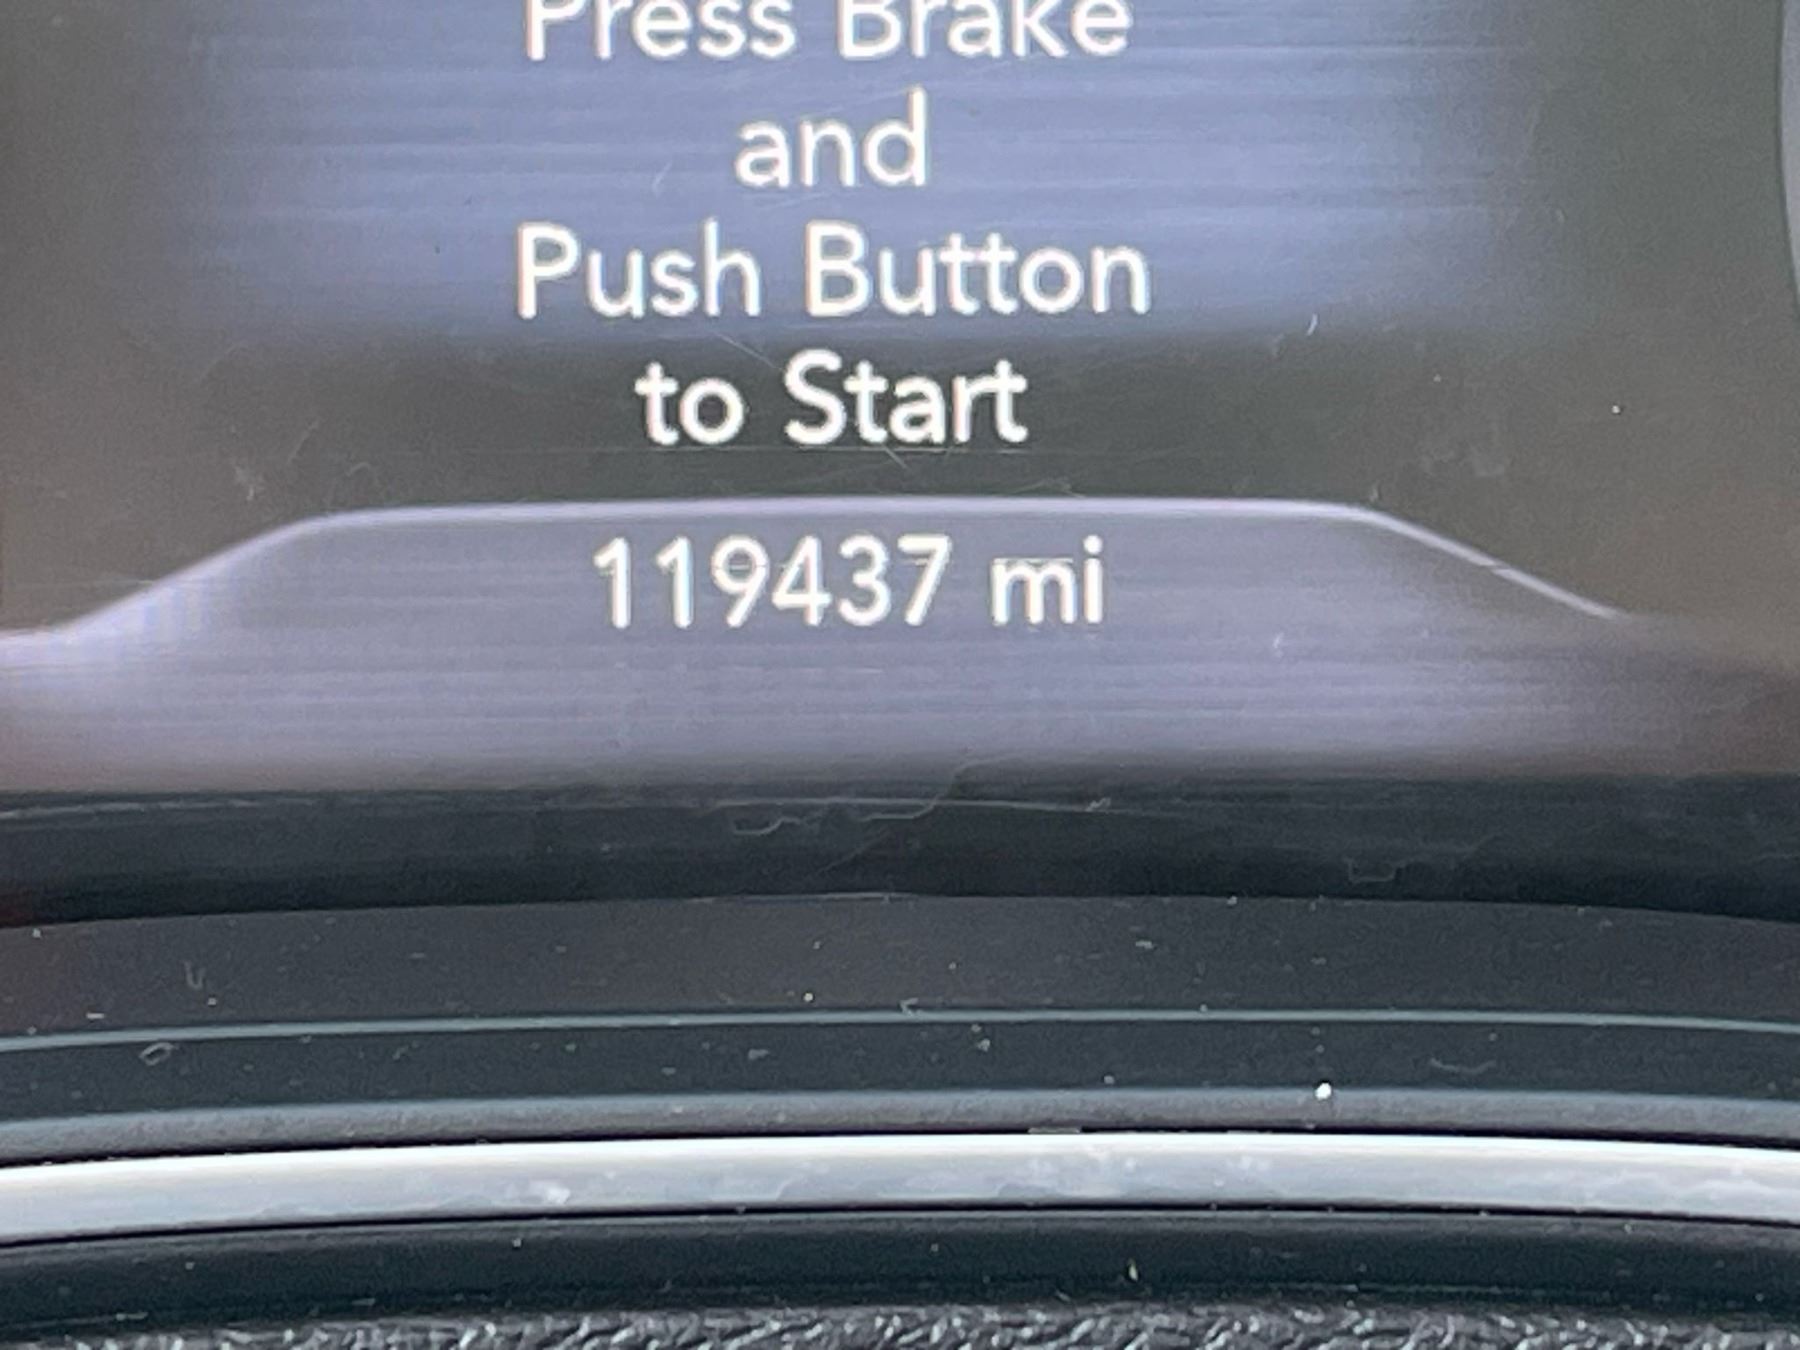 Press Brake
and
Push Button
to Start
119437 mi